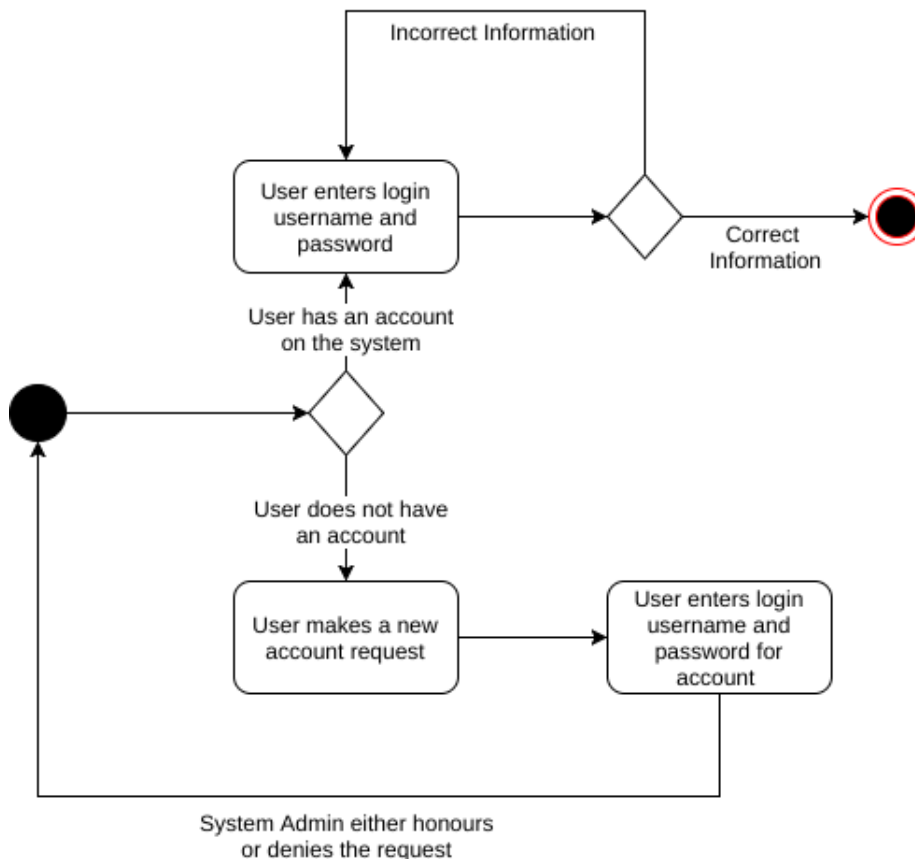 Incorrect Information
User enters login
username and
password
Correct
Information
User has an account
on the system
User does not have
an account
User makes a new
account request
User enters login
username and
password for
account
System Admin either honours
or denies the request